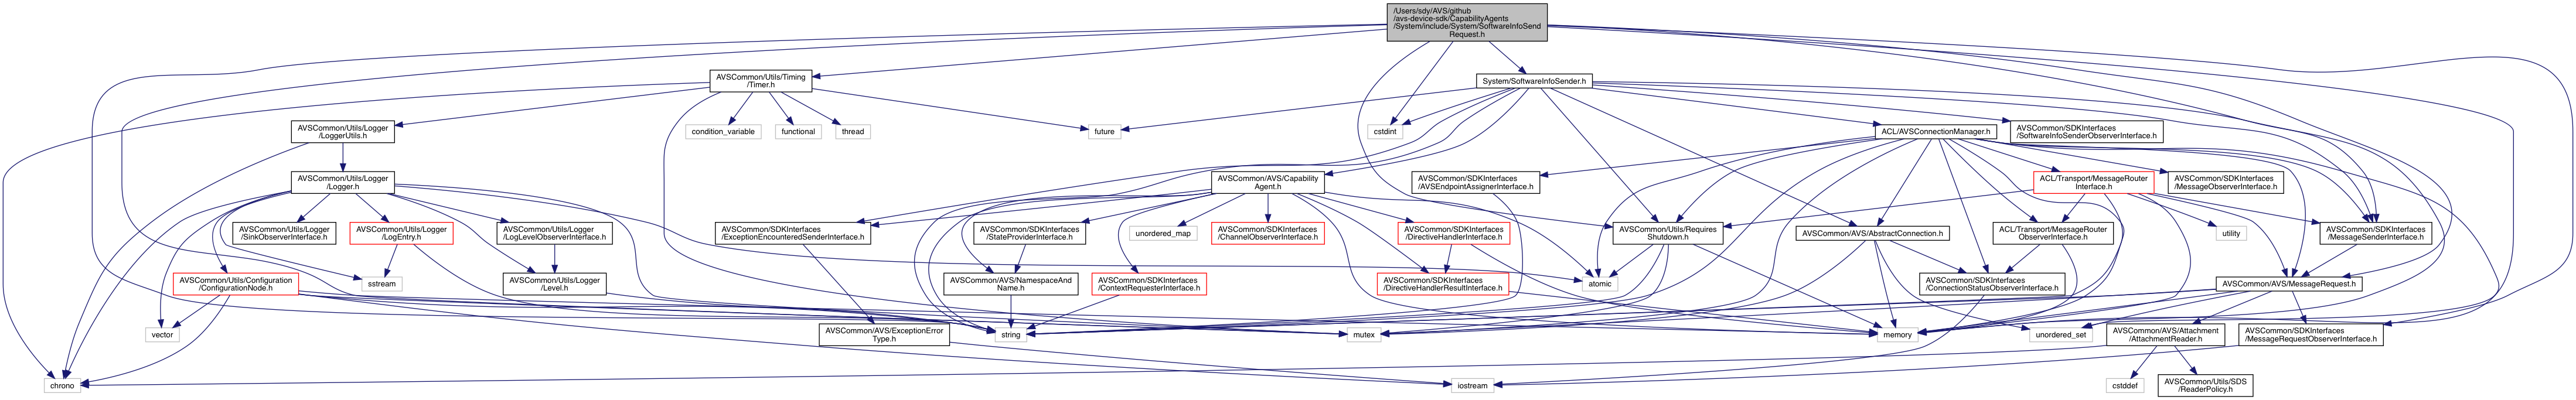 /Users/sdy/AVS/github
/avs-device-sdk/CapabilityAgents
/System/include/System/SoftwareInfoSend
Request.h
AVSCommon/Utils/Timing
/Timer.h
System/SoftwareInfoSender.h
AVSCommon/Utils/Logger
/LoggerUtils.h
condition_variable
functional
thread
future
cstdint
ACL/AVSConnectionManager.h
AVSCommon/SDKInterfaces
/SoftwareInfoSenderObserverInterface.h
AVSCommon/Utils/Logger
/Logger.h
AVSCommon/AVS/Capability
Agent.h
AVSCommon/SDKInterfaces
/AVSEndpointAssignerInterface.h
ACL/Transport/MessageRouter
Interface.h
AVSCommon/SDKInterfaces
/MessageObserverInterface.h
AVSCommon/Utils/Logger
/SinkObserverInterface.h
AVSCommon/Utils/Logger
/LogEntry.h
AVSCommon/Utils/Logger
/LogLevelObserverInterface.h
AVSCommon/SDKInterfaces
/ExceptionEncounteredSenderInterface.h
AVSCommon/SDKInterfaces
/StateProviderInterface.h
unordered_map
AVSCommon/SDKInterfaces
/ChannelObserverInterface.h
AVSCommon/SDKInterfaces
/DirectiveHandlerInterface.h
AVSCommon/Utils/Requires
Shutdown.h
AVSCommon/AVS/AbstractConnection.h
ACL/Transport/MessageRouter
ObserverInterface.h
utility
AVSCommon/SDKInterfaces
/MessageSenderInterface.h
AVSCommon/Utils/Configuration
/ConfigurationNode.h
sstream
AVSCommon/Utils/Logger
/Level.h
AVSCommon/AVS/NamespaceAnd
Name.h
AVSCommon/SDKInterfaces
/ContextRequesterInterface.h
AVSCommon/SDKInterfaces
/DirectiveHandlerResultInterface.h
atomic
AVSCommon/SDKInterfaces
/ConnectionStatusObserverInterface.h
AVSCommon/AVS/MessageRequest.h
vector
AVSCommon/AVS/ExceptionError
Type.h
string
mutex
memory
unordered_set
AVSCommon/AVS/Attachment
/AttachmentReader.h
AVSCommon/SDKInterfaces
/MessageRequestObserverInterface.h
chrono
iostream
cstddef
AVSCommon/Utils/SDS
/ReaderPolicy.h